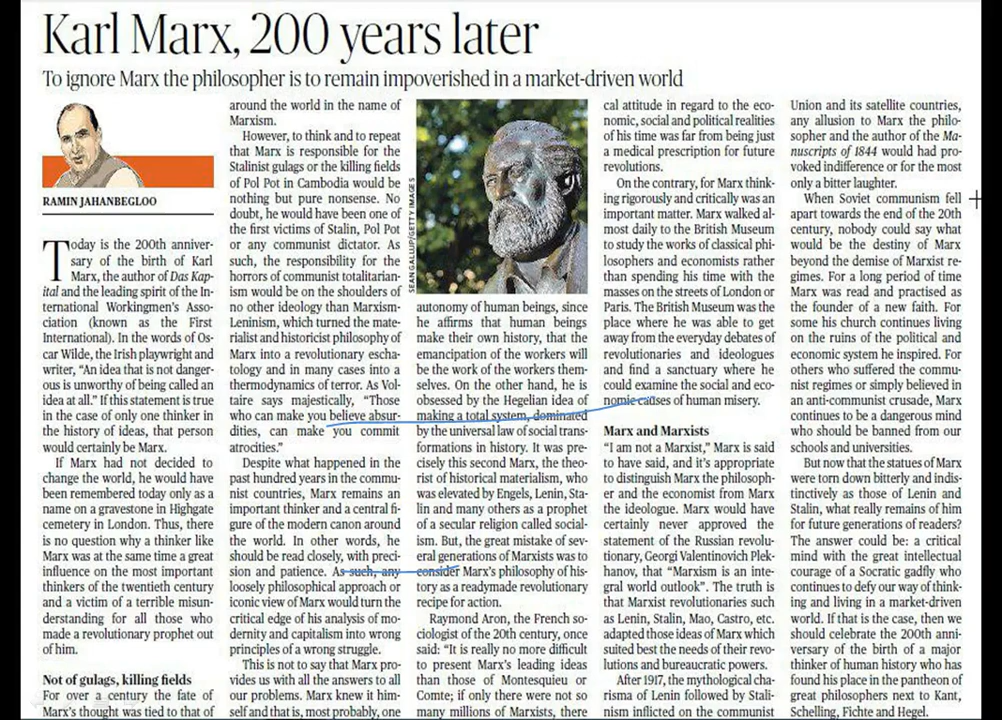 Karl Marx, 200 years later
To ignore Marx the philosopher is to remain impoverished in a market-driven world
RAMIN JAHANBEGLOO
Today is the 200th anniver-
sary of the birth of Karl
Marx, the author of Das Kap-
ital and the leading spirit of the In-
ternational Workingmen's Asso-
ciation (known as the First
International). In the words of Os-
car Wilde, the Irish playwright and
writer, "An idea that is not danger-
ous is unworthy of being called an
idea at all." If this statement is true
in the case of only one thinker in
the history of ideas, that person
would certainly be Marx.
If Marx had not decided to
change the world, he would have
been remembered today only as a
name on a gravestone in Highgate
cemetery in London. Thus, there
is no question why a thinker like
Marx was at the same time a great
influence on the most important
thinkers of the twentieth century
and a victim of a terrible misun-
derstanding for all those who
made a revolutionary prophet out
of him.
Not of gulags, killing fields
For over a century the fate of
Marx's thought was tied to that of
around the world in the name of
Marxism.
However, to think and to repeat
that Marx is responsible for the
Stalinist gulags or the killing fields
of Pol Pot in Cambodia would be
nothing but pure nonsense. No
doubt, he would have been one of
the first victims of Stalin, Pol Pot
or any communist dictator. As
such, the responsibility for the
horrors of communist totalitarian-
ism would be on the shoulders of
no other ideology than Marxism-
Leninism, which turned the mate-
rialist and historicist philosophy of
Marx into a revolutionary escha-
tology and in many cases into a
thermodynamics of terror. As Vol-
taire says majestically, "Those
who can make you believe absur-
dities, can make you commit
atrocities."
Despite what happened in the
past hundred years in the commu-
nist countries, Marx remains an
important thinker and a central fi-
gure of the modern canon around
the world. In other words, he
should be read closely, with preci-
sion and patience. As such, any
loosely philosophical approach or
iconic view of Marx would turn the
critical edge of his analysis of mo-
dernity and capitalism into wrong
principles of a wrong struggle.
This is not to say that Marx pro-
vides us with all the answers to all
our problems. Marx knew it him-
self and that is, most probably, one
SEAN GALLUP/GETTY IMAGES
autonomy of human beings, since
he affirms that human beings
make their own history, that the
emancipation of the workers will
be the work of the workers them-
selves. On the other hand, he is
obsessed by the Hegelian idea of
making a total system, dominated
by the universal law of social trans-
formations in history. It was pre-
cisely this second Marx, the theo-
rist of historical materialism, who
was elevated by Engels, Lenin, Sta-
lin and many others as a prophet
of a secular religion called social-
ism. But, the great mistake of sev-
eral generations of Marxists was to
consider Marx's philosophy of his-
tory as a readymade revolutionary
recipe for action.
Raymond Aron, the French so-
ciologist of the 20th century, once
said: "It is really no more difficult
to present Marx's leading ideas
than those of Montesquieu or
Comte; if only there were not so
many millions of Marxists, there
cal attitude in regard to the eco-
nomic, social and political realities
of his time was far from being just
a medical prescription for future
revolutions.
On the contrary, for Marx think-
ing rigorously and critically was an
important matter. Marx walked al-
most daily to the British Museum
to study the works of classical phi-
losophers and economists rather
than spending his time with the
masses on the streets of London or
Paris. The British Museum was the
place where he was able to get
away from the everyday debates of
revolutionaries and ideologues
and find a sanctuary where he
could examine the social and eco-
nomic causes of human misery.
Marx and Marxists
"I am not a Marxist," Marx is said
to have said, and it's appropriate
to distinguish Marx the philosoph-
er and the economist from Marx
the ideologue. Marx would have
certainly never approved the
statement of the Russian revolu-
tionary, Georgi Valentinovich Plek-
hanov, that "Marxism is an inte-
gral world outlook". The truth is
that Marxist revolutionaries such
as Lenin, Stalin, Mao, Castro, etc.
adapted those ideas of Marx which
suited best the needs of their revo-
lutions and bureaucratic powers.
After 1917, the mythological cha-
risma of Lenin followed by Stali-
nism inflicted on the communist
Union and its satellite countries,
any allusion to Marx the philo-
sopher and the author of the Ma-
nuscripts of 1844 would had pro-
voked indifference or for the most
only a bitter laughter.
When Soviet communism fell
apart towards the end of the 20th
century, nobody could say what
would be the destiny of Marx
beyond the demise of Marxist re-
gimes. For a long period of time
Marx was read and practised as
the founder of a new faith. For
some his church continues living
on the ruins of the political and
economic system he inspired. For
others who suffered the commu-
nist regimes or simply believed in
an anti-communist crusade, Marx
continues to be a dangerous mind
who should be banned from our
schools and universities.
But now that the statues of Marx
were torn down bitterly and indis-
tinctively as those of Lenin and
Stalin, what really remains of him
for future generations of readers?
The answer could be: a critical
mind with the great intellectual
courage of a Socratic gadfly who
continues to defy our way of think-
ing and living in a market-driven
world. If that is the case, then we
should celebrate the 200th anni-
versary of the birth of a major
thinker of human history who has
found his place in the pantheon of
great philosophers next to Kant,
Schelling, Fichte and Hegel.